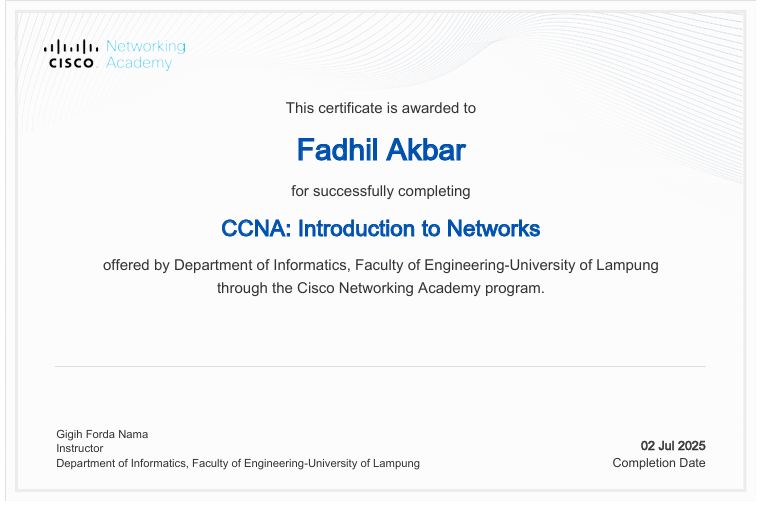 Networking
CISCO Academy
This certificate is awarded to
Fadhil Akbar
for successfully completing
CCNA: Introduction to Networks
offered by Department of Informatics, Faculty of Engineering-University of Lampung
through the Cisco Networking Academy program.
Gigih Forda Nama
Instructor
Department of Informatics, Faculty of Engineering-University of Lampung
02 Jul 2025
Completion Date